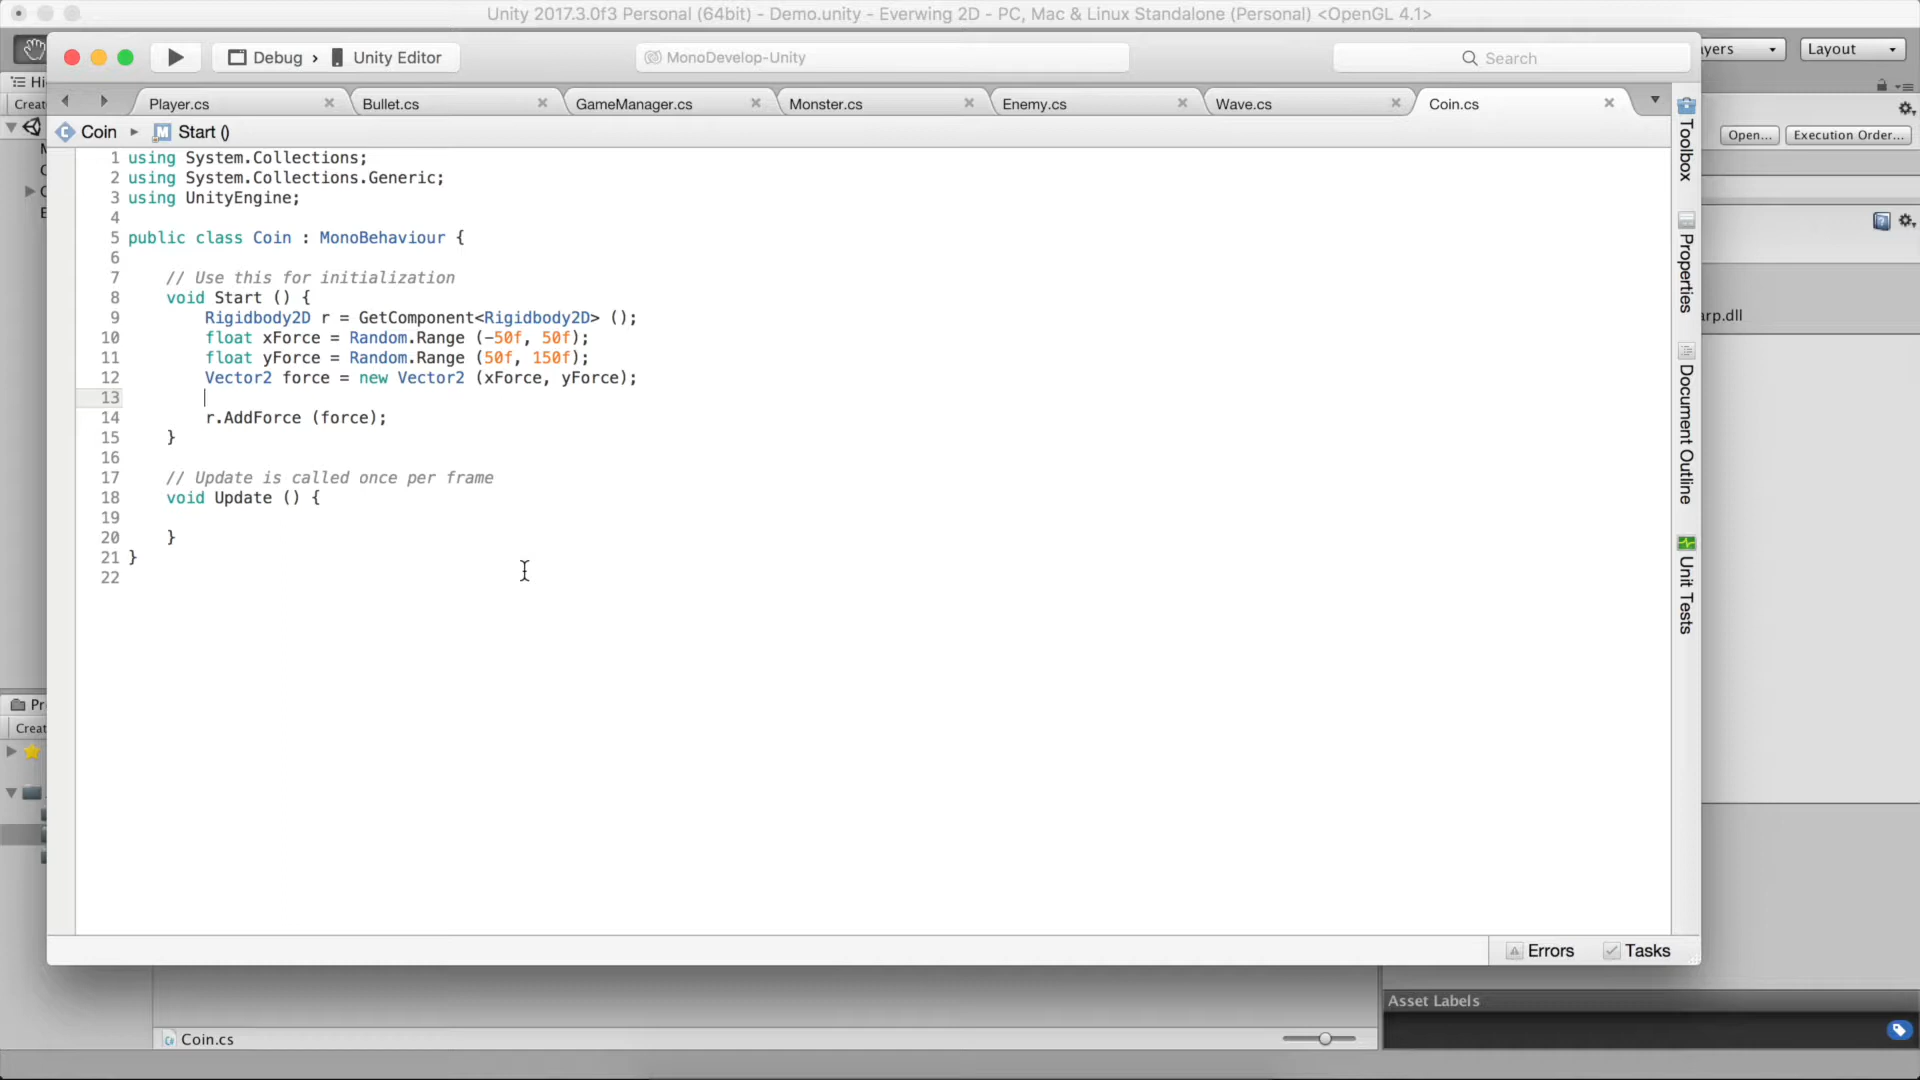 Unity 2017.3.0f3 Personal (64bit) - Demo.unity - Everwing 2D - PC, Mac & Linux Standalone (Personal) <OpenGL 4.1>
Debug › Unity Editor
MonoDevelop-Unity
Search
Layout
Player.cs
Bullet.cs
GameManager.cs
Monster.cs
Enemy.cs
Wave.cs
Coin.cs
Open...
Execution Order...
Coin ▸ M Start ()
1 using System.Collections;
2 using System.Collections.Generic;
3 using UnityEngine;
4
5 public class Coin : MonoBehaviour {
6
7 // Use this for initialization
8 void Start () {
9 Rigidbody2D r = GetComponent<Rigidbody2D> ();
10 float xForce = Random.Range (-50f, 50f);
11 float yForce = Random.Range (50f, 150f);
12 Vector2 force = new Vector2 (xForce, yForce);
13
14 r.AddForce (force);
15 }
16
17 // Update is called once per frame
18 void Update () {
19
20 }
21 }
22
Toolbox
Properties
Document Outline
Unit Tests
arp.dll
Errors
Tasks
Asset Labels
Coin.cs